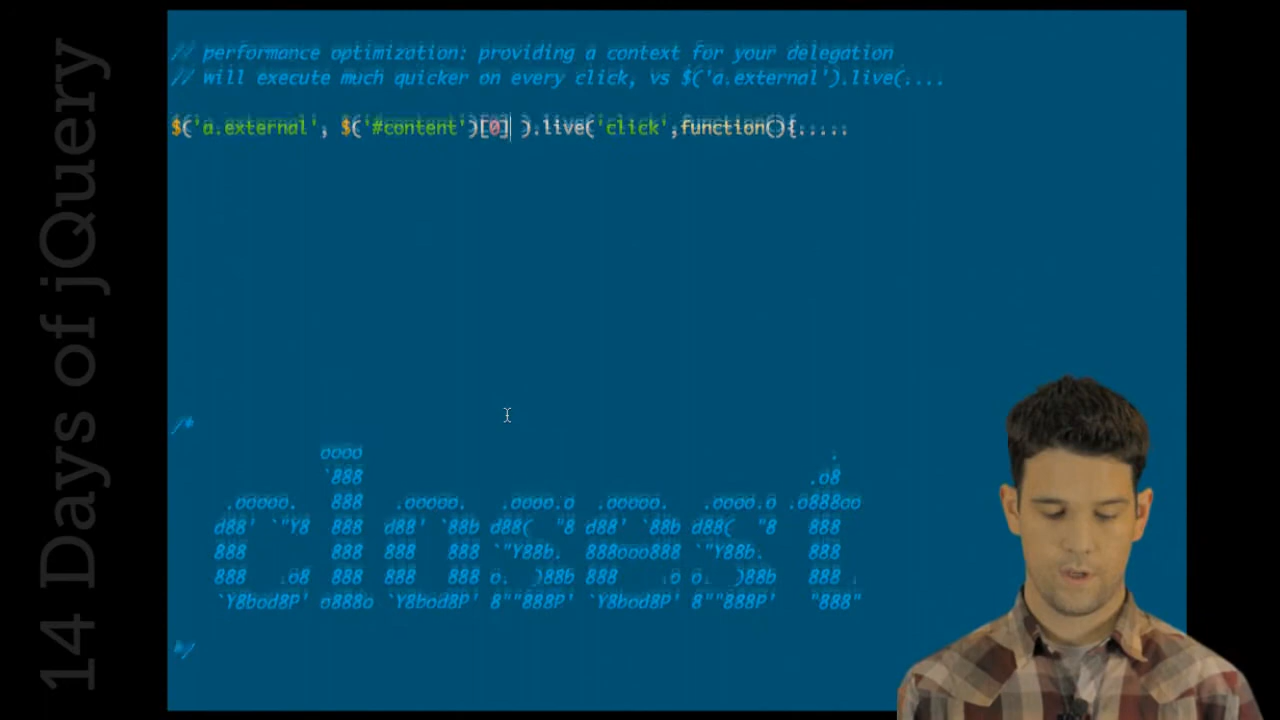 14 Days of jQuery
// performance optimization: providing a context for your delegation
// will execute much quicker on every click, vs $('a.external').live(....
$('a.external', $('#content')[0] ).live('click',function(){.....
/*
closest
*/